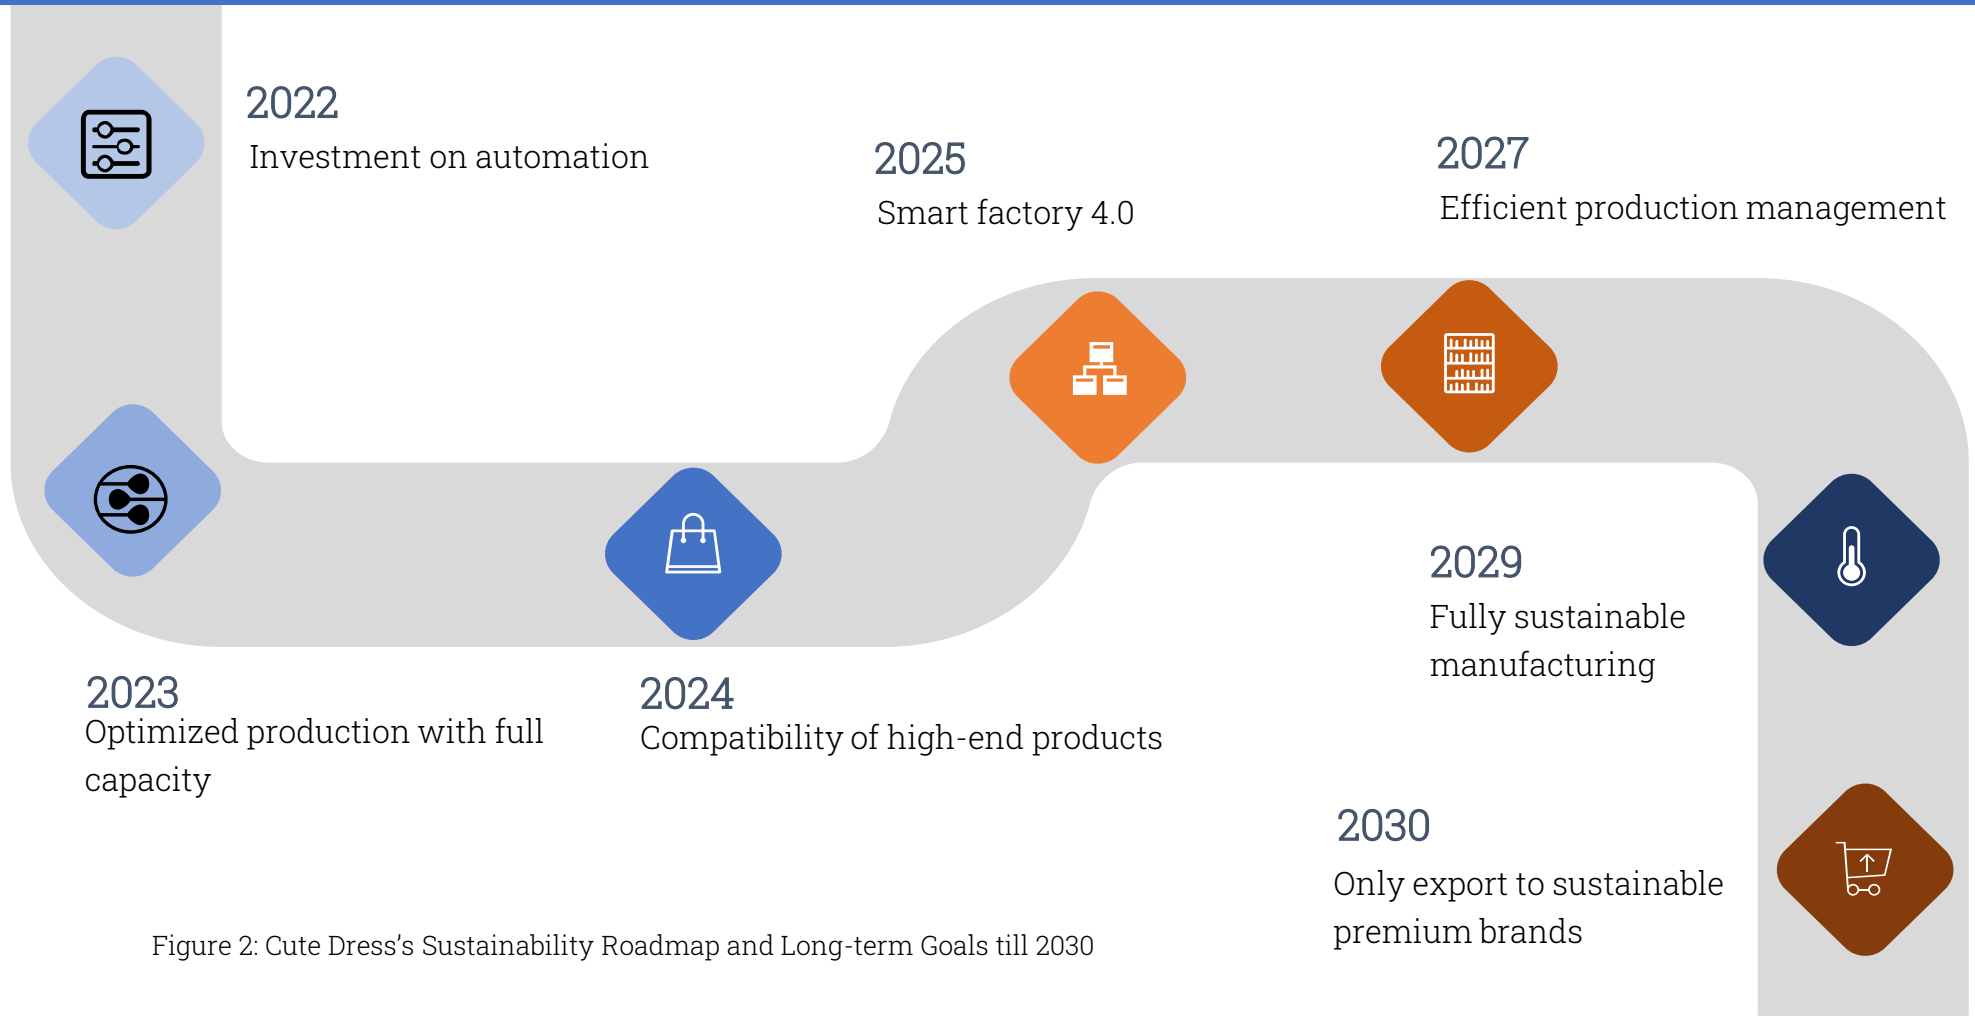 2022
Investment on automation
2025
Smart factory 4.0
2027
Efficient production management
2023
Optimized production with full
capacity
2024
Compatibility of high-end products
2029
Fully sustainable
manufacturing
2030
Only export to sustainable
premium brands
Figure 2: Cute Dress’s Sustainability Roadmap and Long-term Goals till 2030